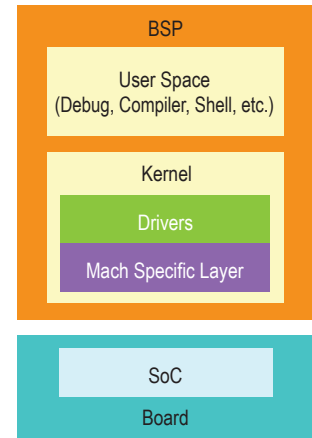 BSP
User Space
(Debug, Compiler, Shell, etc.)
Kernel
Drivers
Mach Specific Layer
SoC
Board